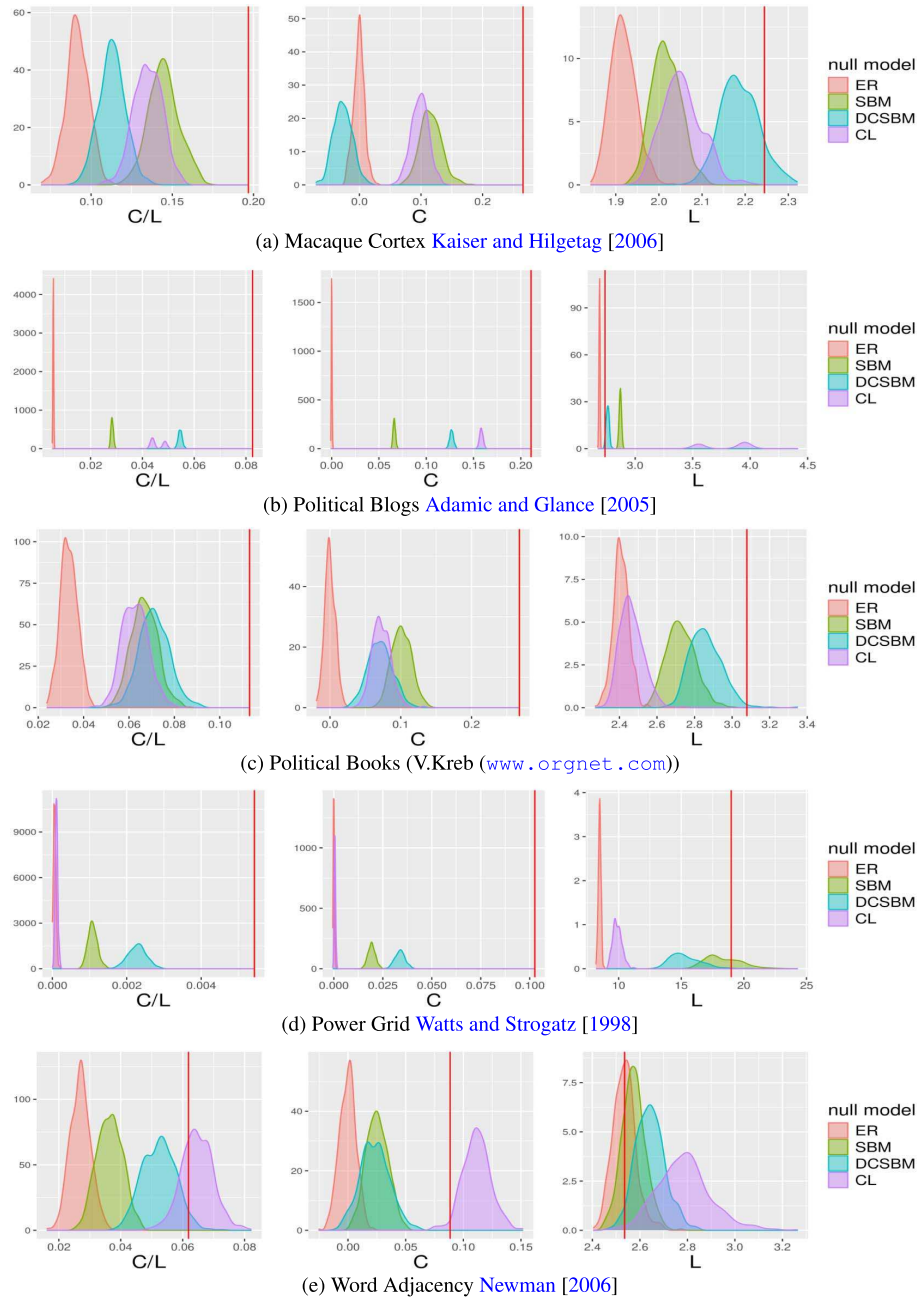 60
40
20
0
0.10
0.15
0.20
C/L
50
40
30
20
10
0
0.0
0.1
0.2
C
10
5
0
1.9
2.0
2.1
2.2
2.3
L
null model
ER
SBM
DCSBM
CL
(a) Macaque Cortex Kaiser and Hilgetag [2006]
4000
3000
2000
1000
0
0.02
0.04
0.06
0.08
C/L
1500
1000
500
0
0.00
0.05
0.10
0.15
0.20
C
90
60
30
0
3.0
3.5
4.0
4.5
L
null model
ER
SBM
DCSBM
CL
(b) Political Blogs Adamic and Glance [2005]
100
75
50
25
0
0.02
0.04
0.06
0.08
0.10
C/L
40
20
0
0.0
0.1
0.2
C
10.0
7.5
5.0
2.5
0.0
2.4
2.6
2.8
3.0
3.2
3.4
L
null model
ER
SBM
DCSBM
CL
(c) Political Books (V.Kreb (www.orgnet.com))
9000
6000
3000
0
0.000
0.002
0.004
C/L
1000
500
0
0.000
0.025
0.050
0.075
0.100
C
4
3
2
1
0
10
15
20
25
L
null model
ER
SBM
DCSBM
CL
(d) Power Grid Watts and Strogatz [1998]
100
50
0
0.02
0.04
0.06
0.08
C/L
40
20
0
0.00
0.05
0.10
0.15
C
7.5
5.0
2.5
0.0
2.4
2.6
2.8
3.0
3.2
L
null model
ER
SBM
DCSBM
CL
(e) Word Adjacency Newman [2006]